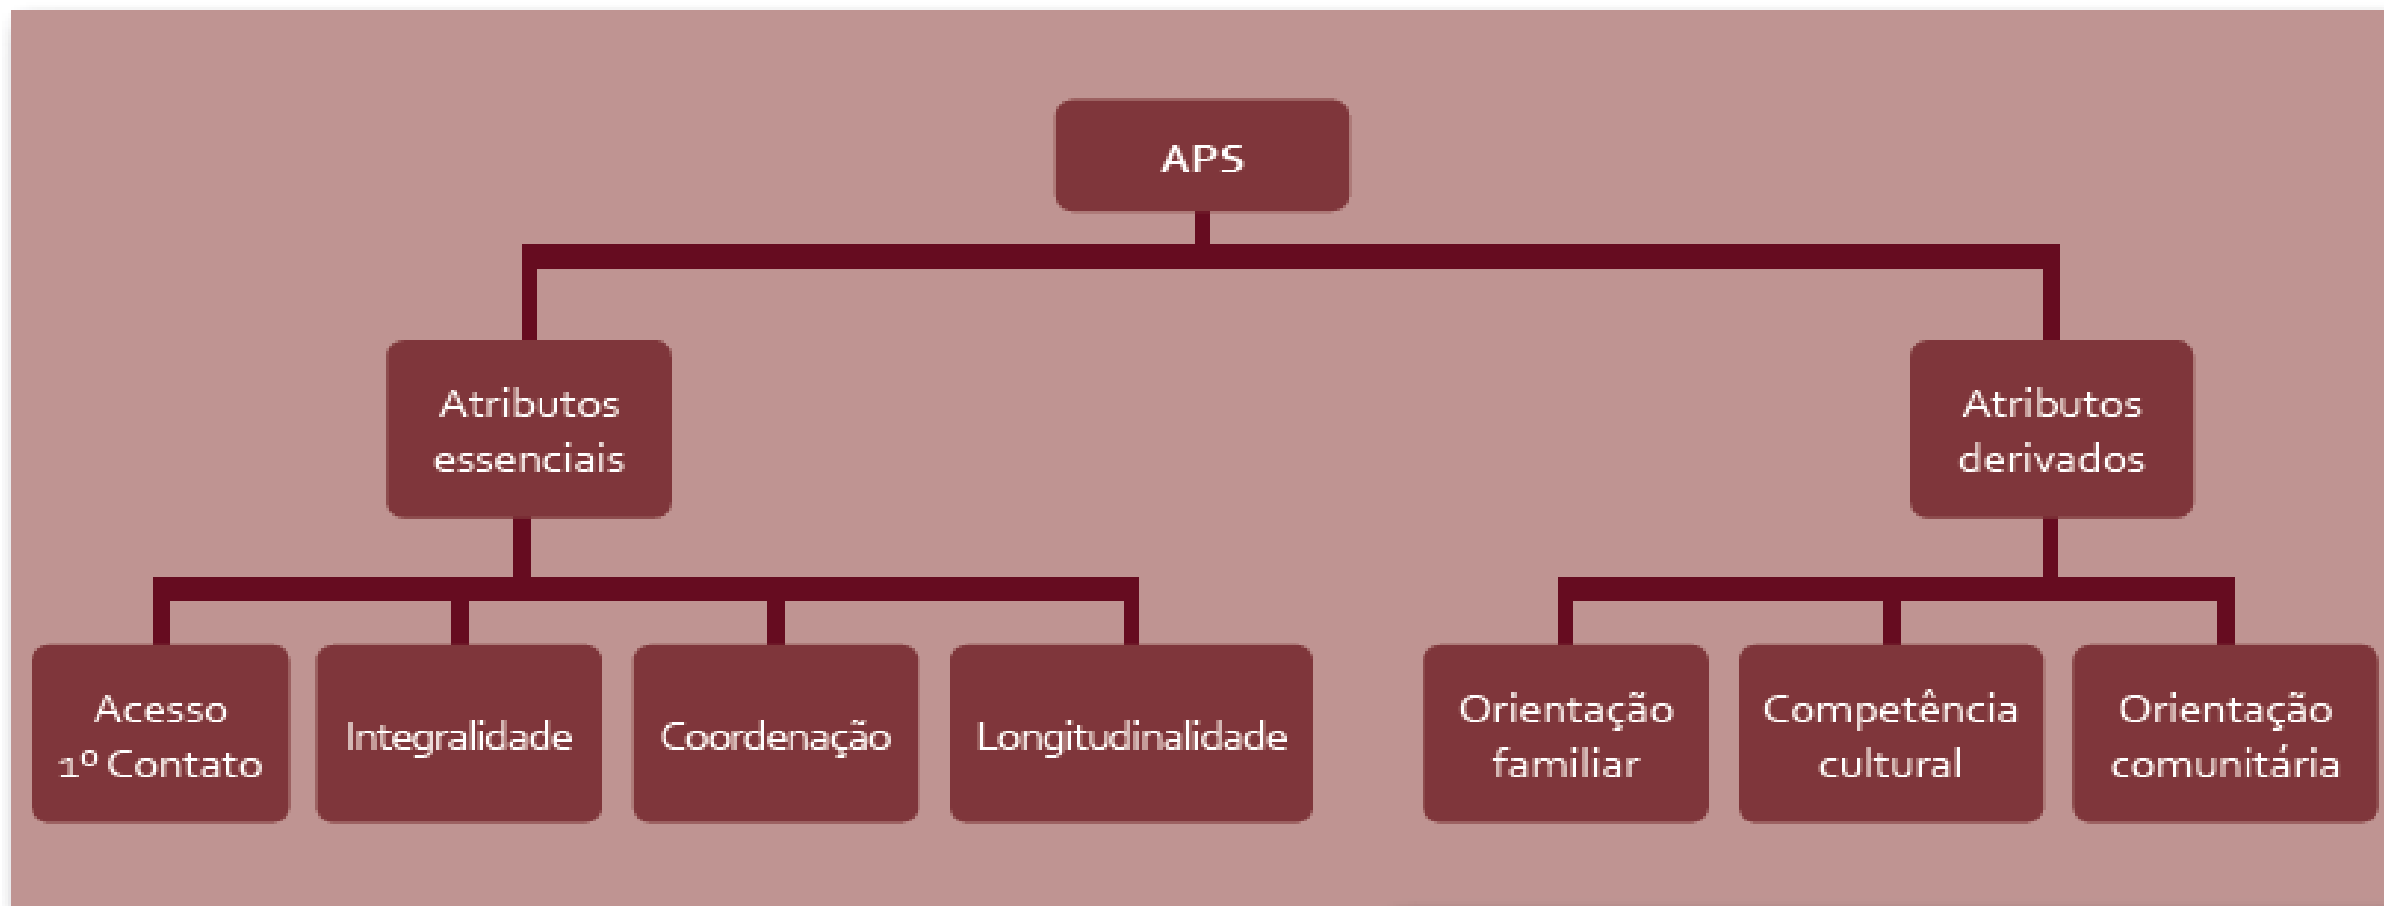 APS
Atributos
essenciais
Atributos
derivados
Acesso
1º Contato
Integralidade
Coordenação
Longitudinalidade
Orientação
familiar
Competência
cultural
Orientação
comunitária